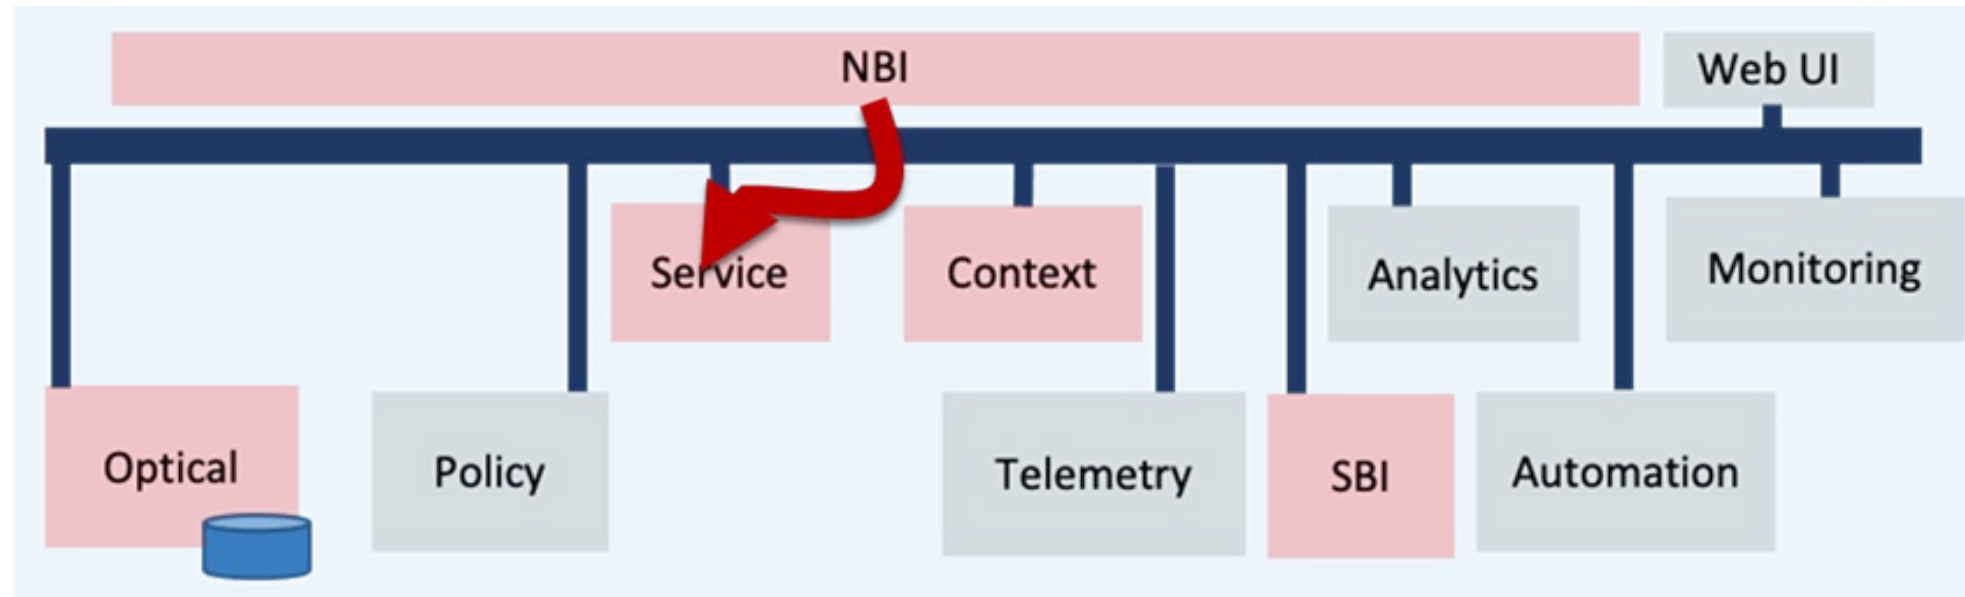 NBI
Web UI
Service
Context
Analytics
Monitoring
Optical
Policy
Telemetry
SBI
Automation